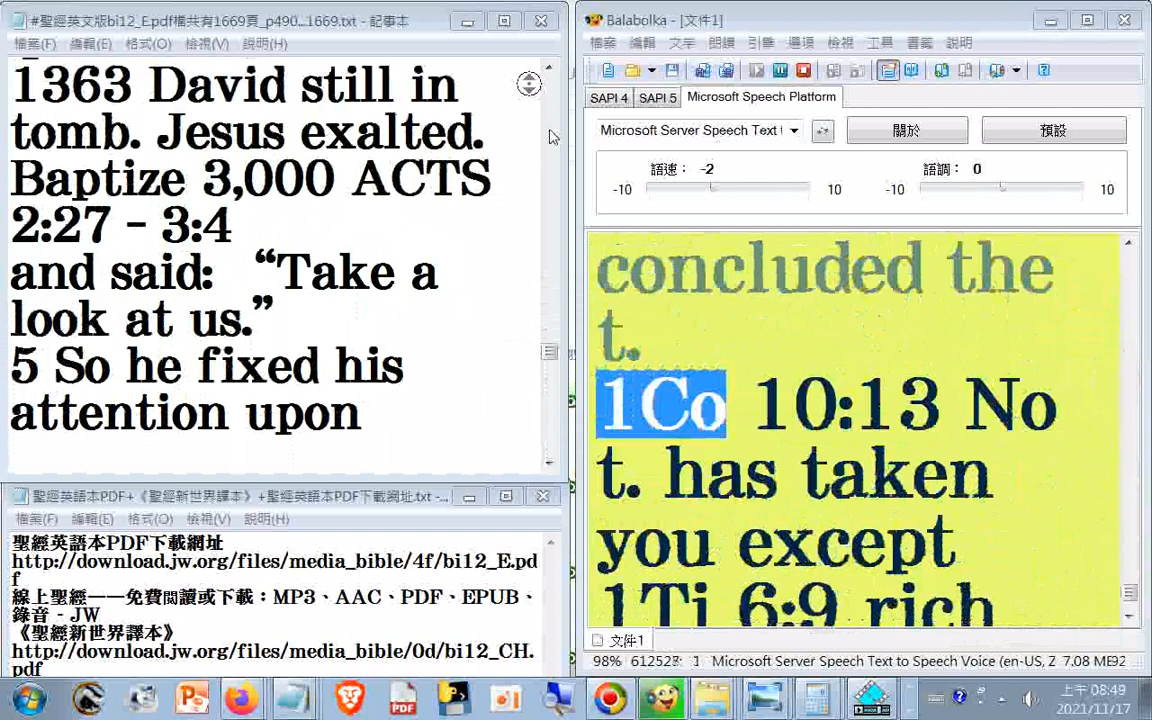 #聖經英文版bi12_E.pdf檔共有1669頁_p490...1669.txt - 記事本
檔案(F) 編輯(E) 格式(O) 檢視(V) 說明(H)
1363 David still in
tomb. Jesus exalted.
Baptize 3,000 ACTS
2:27 – 3:4
and said: “Take a
look at us.”
5 So he fixed his
attention upon
聖經英語本PDF+《聖經新世界譯本》+聖經英語本PDF下載網址.txt -...
檔案(F) 編輯(E) 格式(O) 檢視(V) 說明(H)
聖經英語本PDF下載網址
http://download.jw.org/files/media_bible/4f/bi12_E.pd
f
線上聖經——免費閱讀或下載：MP3、AAC、PDF、EPUB、
錄音 - JW
《聖經新世界譯本》
http://download.jw.org/files/media_bible/0d/bi12_CH.
pdf
Balabolka - [文件1]
檔案 編輯 文字 朗讀 引擎 選項 檢視 工具 書籤 說明
SAPI 4 SAPI 5 Microsoft Speech Platform
Microsoft Server Speech Text 關於 預設
語速： -2 語調： 0
-10 10 -10 10
concluded the
t.
1Co 10:13 No
t. has taken
you except
1Ti 6:9 rich
文件1
98% 61252 1 Microsoft Server Speech Text to Speech Voice (en-US, Z 7.08 ME
上午 08:49
2021/11/17